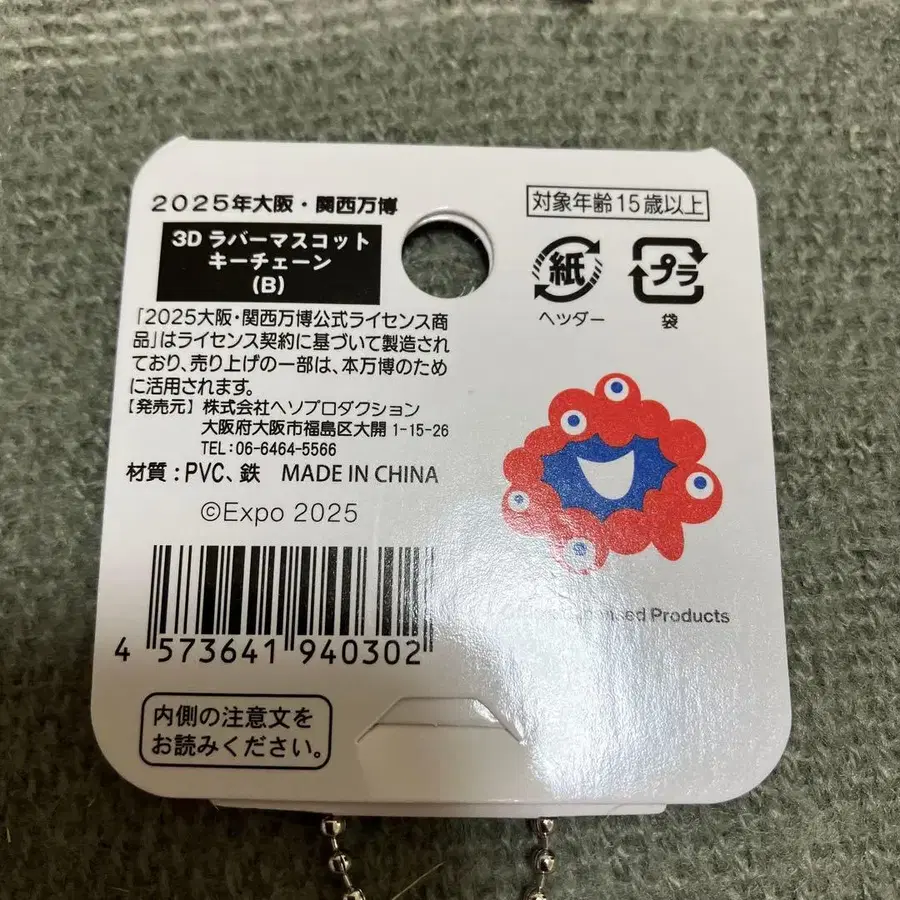 2025年大阪・関西万博
3D ラバーマスコット
キーチェーン
(B)
「2025大阪・関西万博公式ライセンス商
品」はライセンス契約に基づいて製造され
ており、売り上げの一部は、本万博のため
に活用されます。
【発売元】株式会社ヘソプロダクション
大阪府大阪市福島区大開 1-15-26
TEL:06-6464-5566
材質:PVC、鉄 MADE IN CHINA
©Expo 2025
4 573641 940302
内側の注意文を
お読みください。
対象年齢15歳以上
紙 プラ
ヘッダー 袋
Products